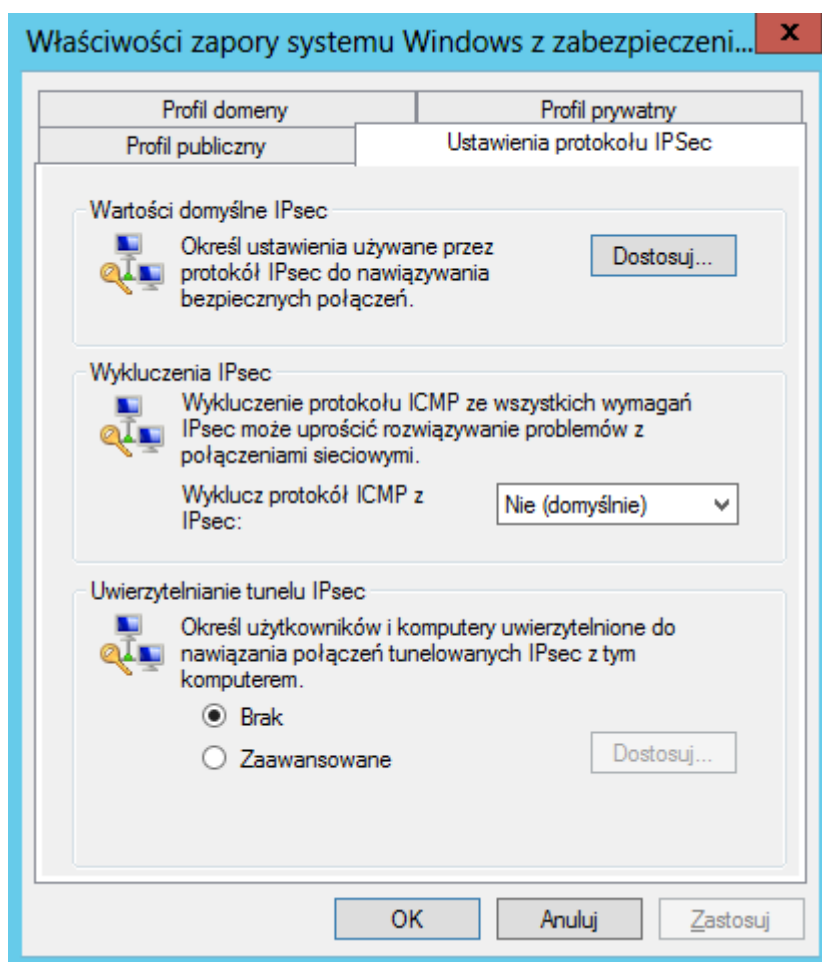 Właściwości zapory systemu Windows z zabezpieczeni...
x
Profil domeny
Profil prywatny
Profil publiczny
Ustawienia protokołu IPSec
Wartości domyślne IPsec
Określ ustawienia używane przez
protokół IPsec do nawiązywania
bezpiecznych połączeń.
Dostosuj...
Wykluczenia IPsec
Wykluczenie protokołu ICMP ze wszystkich wymagań
IPsec może uprościć rozwiązywanie problemów z
połączeniami sieciowymi.
Wyklucz protokół ICMP z
IPsec:
Nie (domyślnie)
Uwierzytelnianie tunelu IPsec
Określ użytkowników i komputery uwierzytelnione do
nawiązania połączeń tunelowanych IPsec z tym
komputerem.
Brak
Zaawansowane
Dostosuj...
OK
Anuluj
Zastosuj